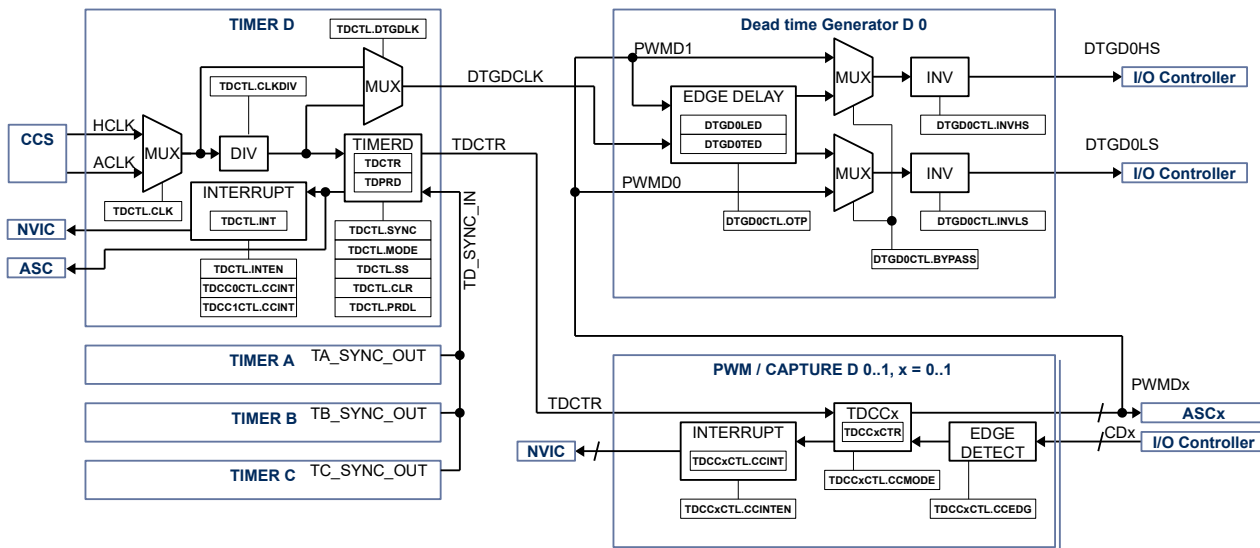 TIMER D
TDCTL.DTGDLK
MUX
TDCTL.CLKDIV
DTGDCLK
CCS
HCLK
ACLK
MUX
DIV
TIMERD
TDCTR
TDPRD
TDCTR
TDCTL.CLK
INTERRUPT
TDCTL.INT
NVIC
ASC
TDCTL.INTEN
TDCC0CTL.CCINT
TDCC1CTL.CCINT
TDCTL.SYNC
TDCTL.MODE
TDCTL.SS
TDCTL.CLR
TDCTL.PRDL
TD_SYNC_IN
TIMER A
TA_SYNC_OUT
TIMER B
TB_SYNC_OUT
TIMER C
TC_SYNC_OUT
Dead time Generator D 0
PWMD1
MUX
INV
DTGD0HS
I/O Controller
EDGE DELAY
DTGD0LED
DTGD0TED
DTGD0CTL.INVHS
PWMD0
MUX
INV
DTGD0LS
I/O Controller
DTGD0CTL.OTP
DTGD0CTL.INVLS
DTGD0CTL.BYPASS
PWM / CAPTURE D 0..1, x = 0..1
TDCTR
TDCCx
TDCCxCTR
PWMDx
ASCx
NVIC
INTERRUPT
TDCCxCTL.CCINT
EDGE
DETECT
CDx
I/O Controller
TDCCxCTL.CCINTEN
TDCCxCTL.CCMODE
TDCCxCTL.CCEDG